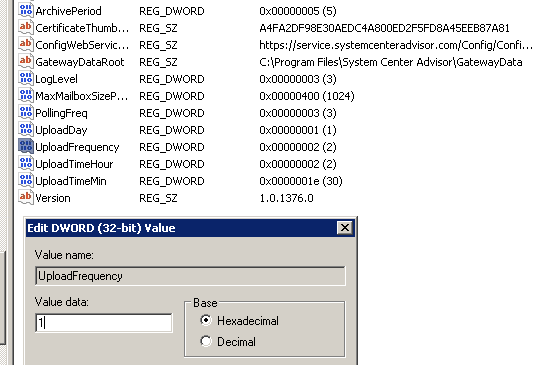 ArchivePeriod REG_DWORD 0x00000005 (5)
CertificateThumb... REG_SZ A4FA2DF98E30AEDC4A800ED2F5FD8A45EEB87A81
ConfigWebServic... REG_SZ https://service.systemcenteradvisor.com/Config/Confi...
GatewayDataRoot REG_SZ C:\Program Files\System Center Advisor\GatewayData
LogLevel REG_DWORD 0x00000003 (3)
MaxMailboxSizeP... REG_DWORD 0x00000400 (1024)
PollingFreq REG_DWORD 0x00000003 (3)
UploadDay REG_DWORD 0x00000001 (1)
UploadFrequency REG_DWORD 0x00000002 (2)
UploadTimeHour REG_DWORD 0x00000002 (2)
UploadTimeMin REG_DWORD 0x0000001e (30)
Version REG_SZ 1.0.1376.0
Edit DWORD (32-bit) Value
Value name:
UploadFrequency
Value data:
1
Base
Hexadecimal
Decimal